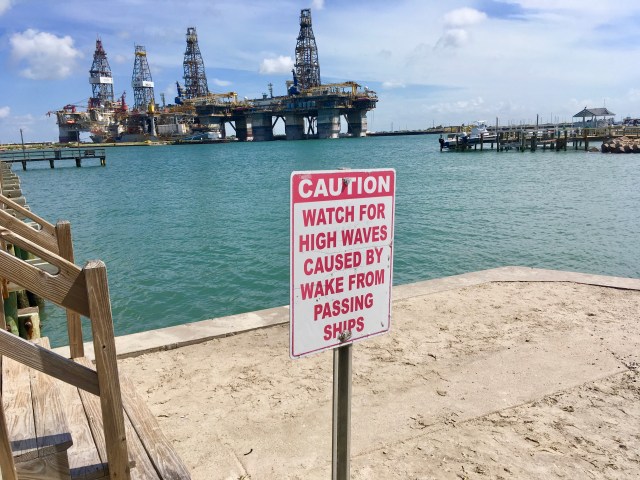 CAUTION
WATCH FOR
HIGH WAVES
CAUSED BY
WAKE FROM
PASSING
SHIPS